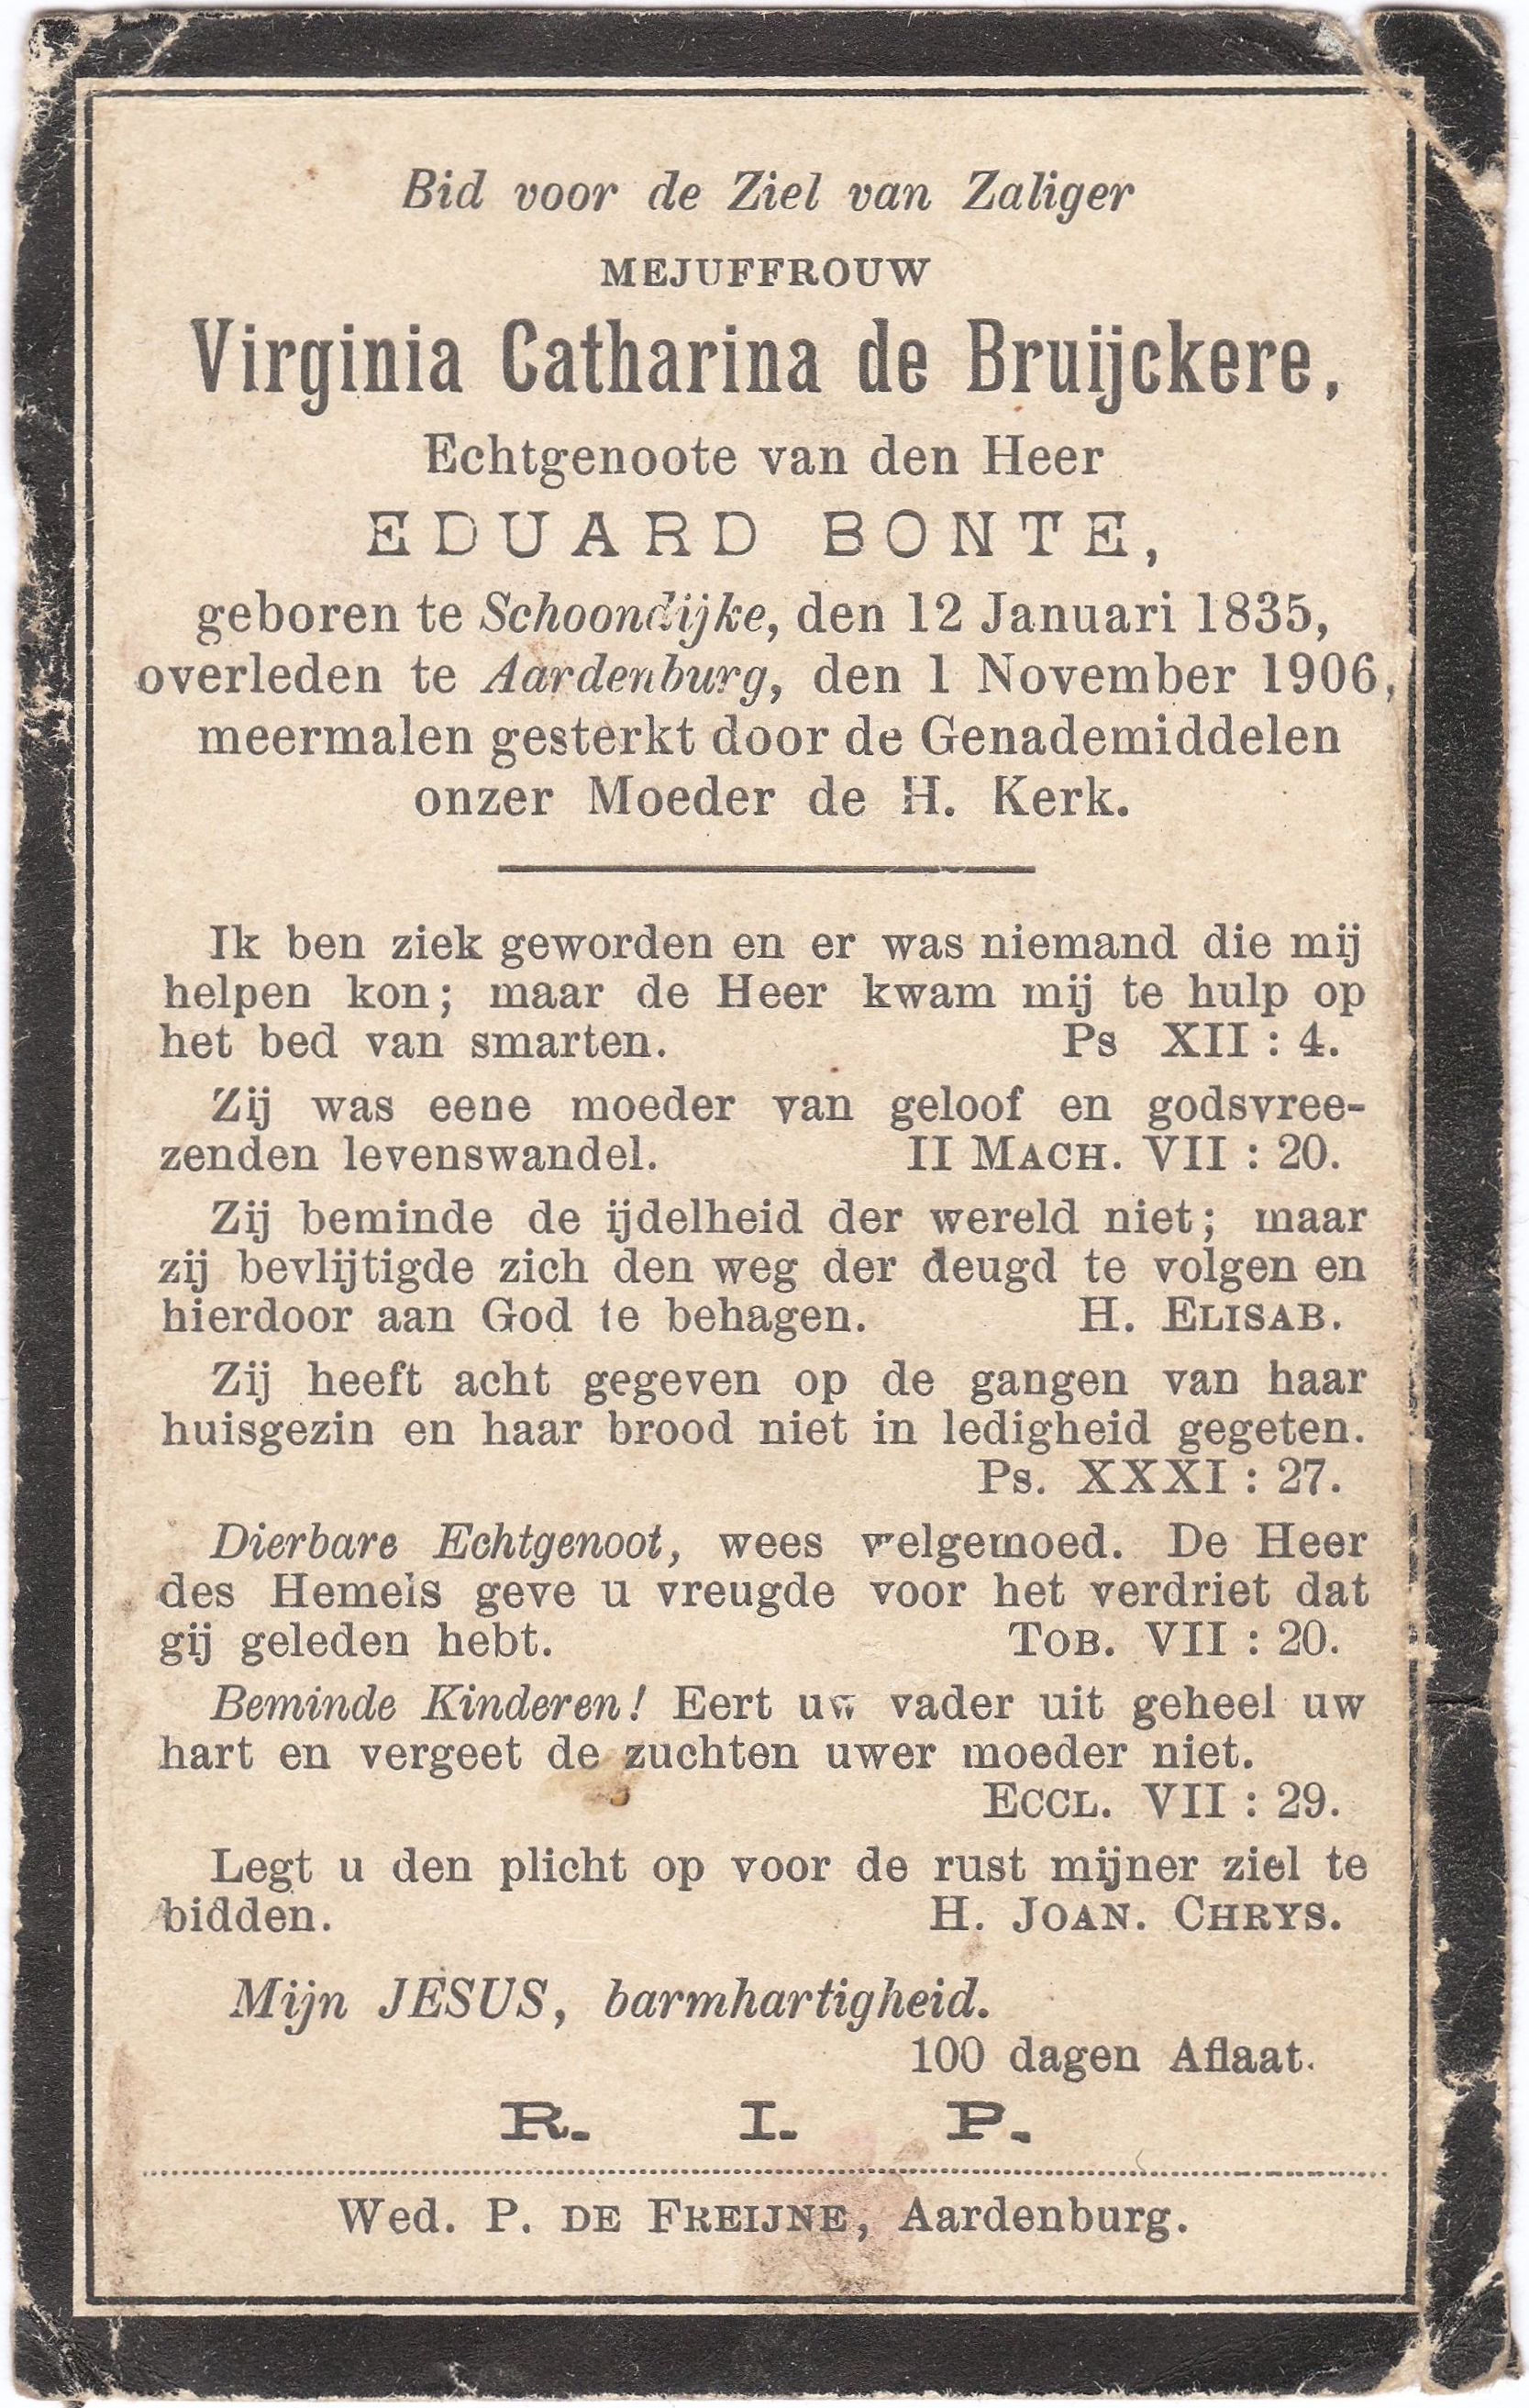 Bid voor de Ziel van Zaliger
MEJUFFROUW
Virginia Catharina de Bruijckere,
Echtgenoote van den Heer
EDUARD BONTE,
geboren te Schoondijke, den 12 Januari 1835,
overleden te Aardenburg, den 1 November 1906,
meermalen gesterkt door de Genademiddelen
onzer Moeder de H. Kerk.
Ik ben ziek geworden en er was niemand die mij
helpen kon; maar de Heer kwam mij te hulp op
het bed van smarten. Ps XII : 4.
Zij was eene moeder van geloof en godsvree-
zenden levenswandel. II MACH. VII : 20.
Zij beminde de ijdelheid der wereld niet; maar
zij bevlijtigde zich den weg der deugd te volgen en
hierdoor aan God te behagen. H. ELISAB.
Zij heeft acht gegeven op de gangen van haar
huisgezin en haar brood niet in ledigheid gegeten.
Ps. XXXI : 27.
Dierbare Echtgenoot, wees welgemoed. De Heer
des Hemels geve u vreugde voor het verdriet dat
gij geleden hebt. TOB. VII : 20.
Beminde Kinderen! Eert uw vader uit geheel uw
hart en vergeet de zuchten uwer moeder niet.
ECCL. VII : 29.
Legt u den plicht op voor de rust mijner ziel te
bidden. H. JOAN. CHRYS.
Mijn JESUS, barmhartigheid.
100 dagen Aflaat.
R. I. P.
Wed. P. DE FREIJNE, Aardenburg.